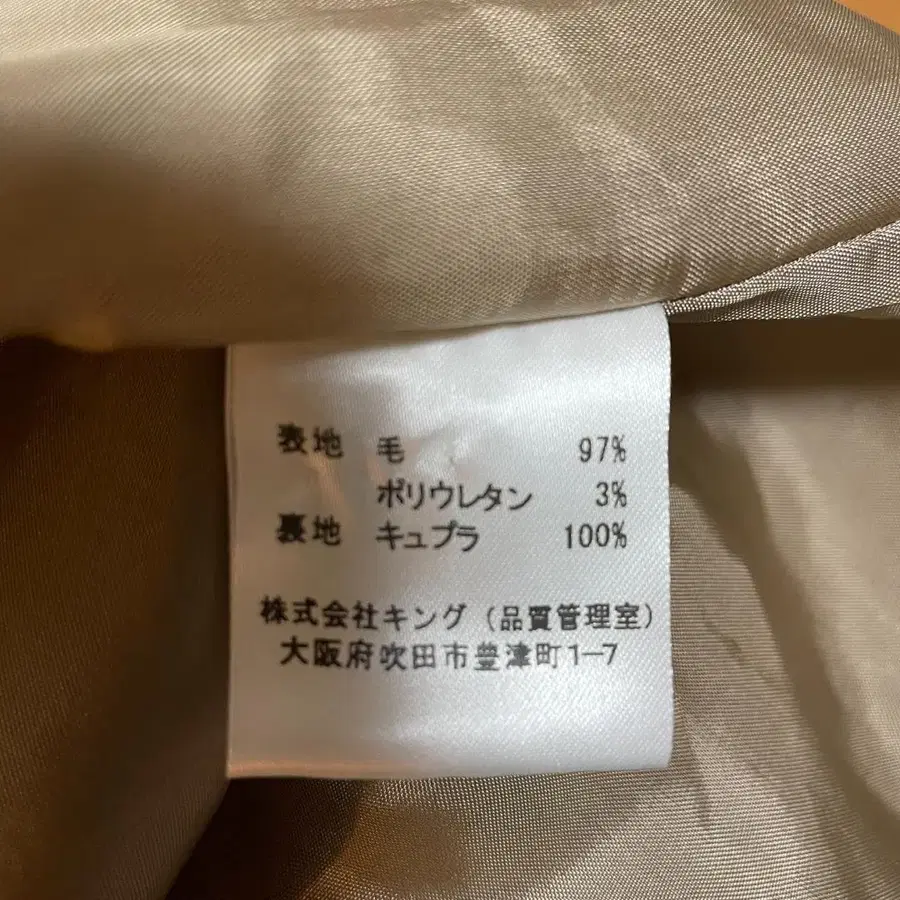 表地 毛 97%
ポリウレタン 3%
裏地 キュプラ 100%
株式会社キング（品質管理室）
大阪府吹田市豊津町1−7